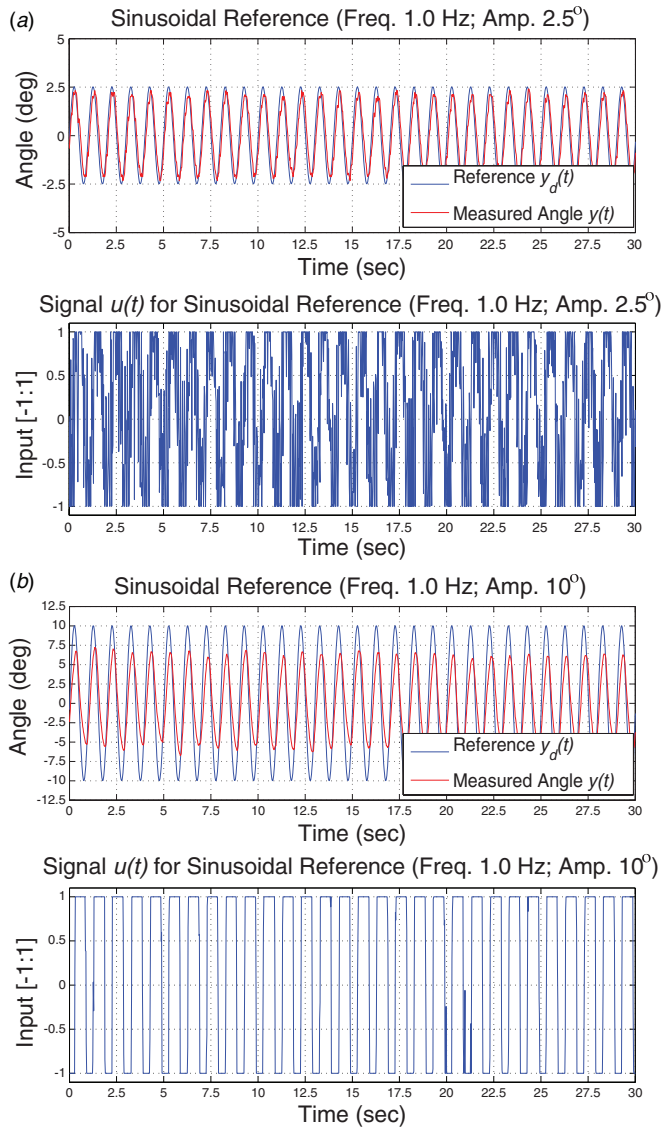 (a)
Sinusoidal Reference (Freq. 1.0 Hz; Amp. 2.5º)
Angle (deg)
5
2.5
0
-2.5
-5
Reference y_d(t)
Measured Angle y(t)
0 2.5 5 7.5 10 12.5 15 17.5 20 22.5 25 27.5 30
Time (sec)
Signal u(t) for Sinusoidal Reference (Freq. 1.0 Hz; Amp. 2.5º)
Input [-1:1]
1
0.5
0
-0.5
-1
0 2.5 5 7.5 10 12.5 15 17.5 20 22.5 25 27.5 30
Time (sec)
(b)
Sinusoidal Reference (Freq. 1.0 Hz; Amp. 10º)
Angle (deg)
12.5
10
7.5
5
2.5
0
-2.5
-5
-7.5
-10
-12.5
Reference y_d(t)
Measured Angle y(t)
0 2.5 5 7.5 10 12.5 15 17.5 20 22.5 25 27.5 30
Time (sec)
Signal u(t) for Sinusoidal Reference (Freq. 1.0 Hz; Amp. 10º)
Input [-1:1]
1
0.5
0
-0.5
-1
0 2.5 5 7.5 10 12.5 15 17.5 20 22.5 25 27.5 30
Time (sec)